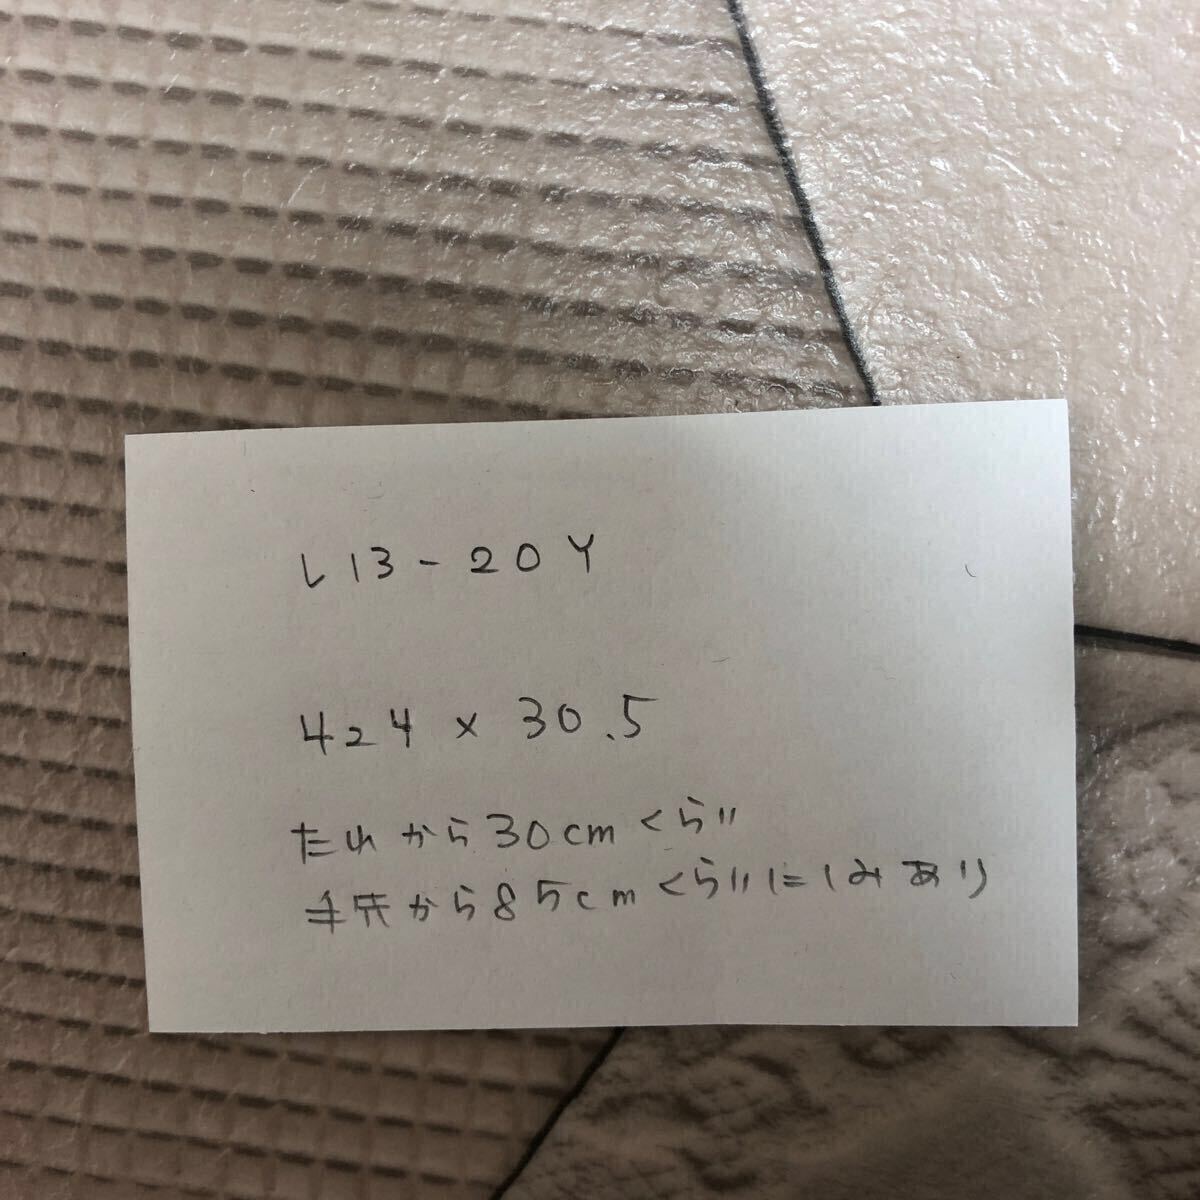 L13-20Y
424 × 30.5
たれから30cmくらい
手先から85cmくらいにしみあり